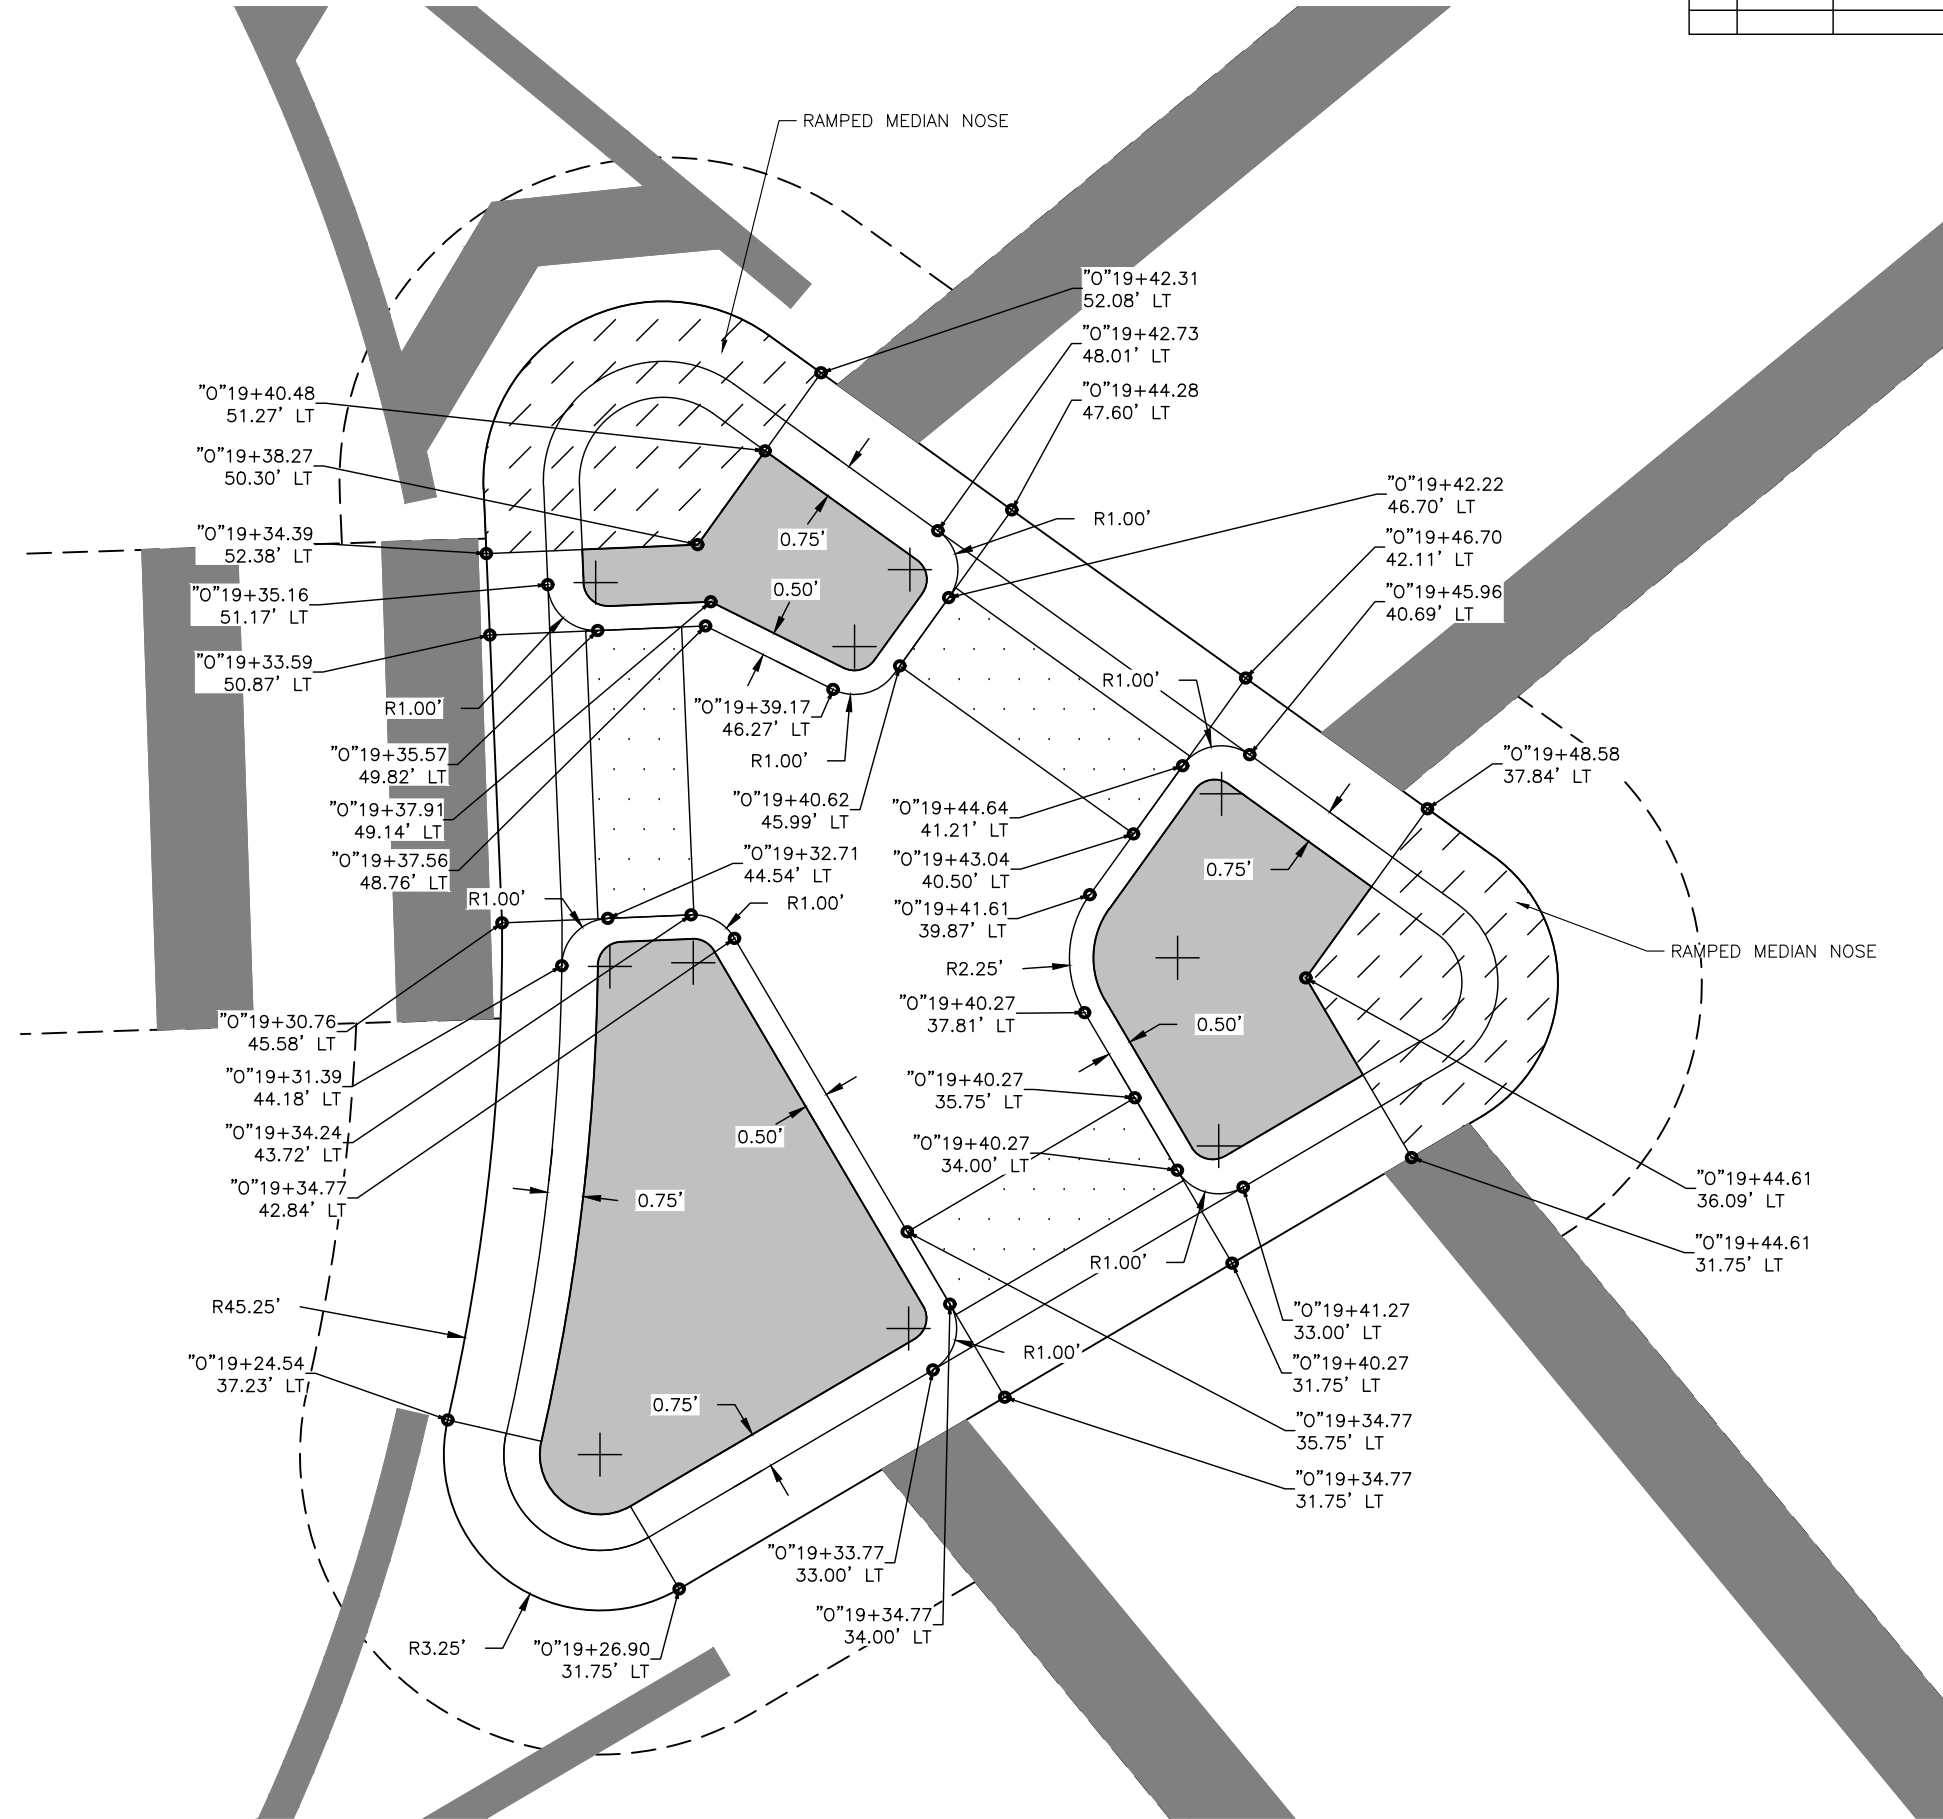 RAMPED MEDIAN NOSE
"O"19+42.31
52.08' LT
"O"19+42.73
48.01' LT
"O"19+44.28
47.60' LT
"O"19+40.48
51.27' LT
"O"19+38.27
50.30' LT
"O"19+42.22
46.70' LT
R1.00'
"O"19+34.39
52.38' LT
0.75'
"O"19+46.70
42.11' LT
"O"19+35.16
51.17' LT
0.50'
"O"19+45.96
40.69' LT
"O"19+33.59
50.87' LT
R1.00'
R1.00'
"O"19+39.17
46.27' LT
"O"19+35.57
49.82' LT
R1.00'
"O"19+48.58
37.84' LT
"O"19+37.91
49.14' LT
"O"19+40.62
45.99' LT
"O"19+44.64
41.21' LT
"O"19+37.56
48.76' LT
"O"19+32.71
44.54' LT
"O"19+43.04
40.50' LT
0.75'
R1.00'
R1.00'
"O"19+41.61
39.87' LT
RAMPED MEDIAN NOSE
R2.25'
"O"19+40.27
37.81' LT
"O"19+30.76
45.58' LT
0.50'
"O"19+31.39
44.18' LT
"O"19+40.27
35.75' LT
"O"19+34.24
43.72' LT
0.50'
"O"19+40.27
34.00' LT
"O"19+34.77
42.84' LT
0.75'
"O"19+44.61
36.09' LT
"O"19+44.61
31.75' LT
R1.00'
R45.25'
"O"19+41.27
33.00' LT
R1.00'
"O"19+24.54
37.23' LT
"O"19+40.27
31.75' LT
0.75'
"O"19+34.77
35.75' LT
"O"19+34.77
31.75' LT
"O"19+33.77
33.00' LT
"O"19+34.77
34.00' LT
R3.25'
"O"19+26.90
31.75' LT